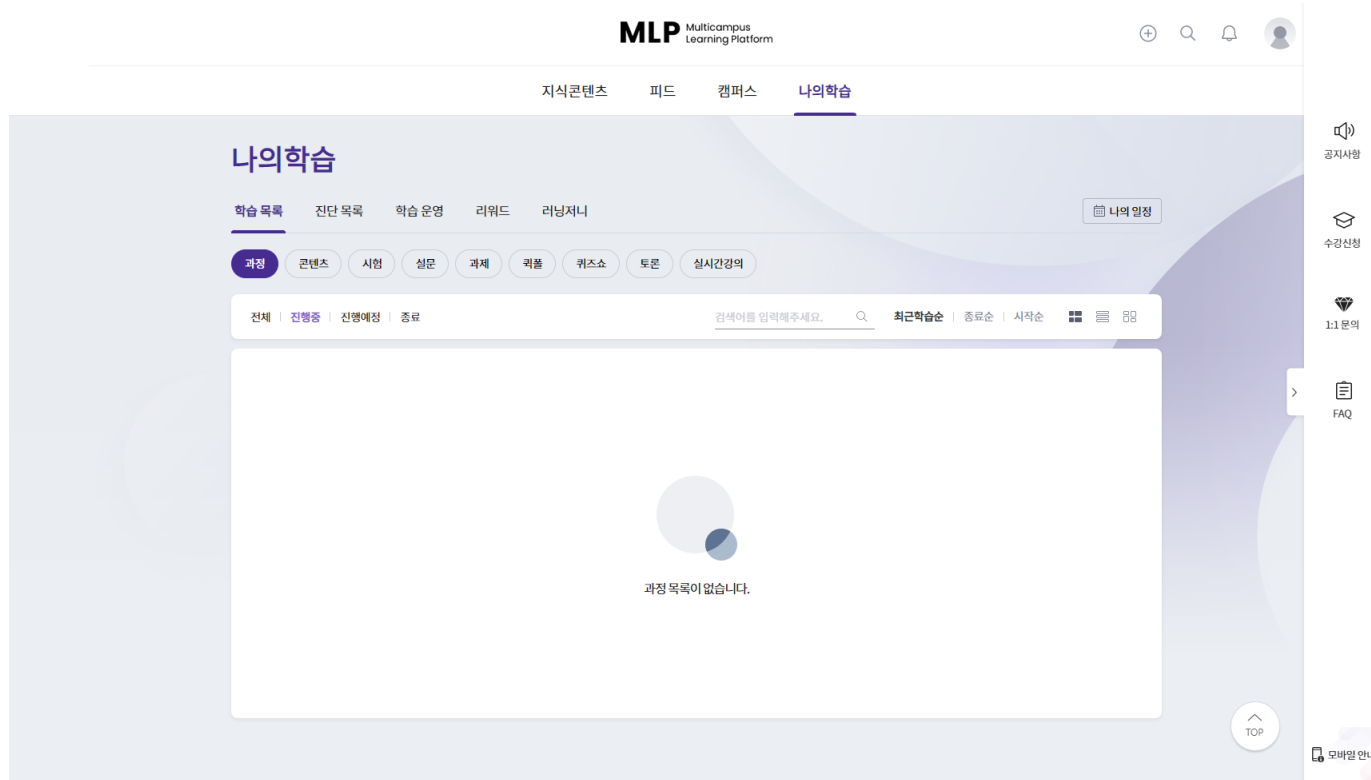 MLP Multicampus
Learning Platform
지식콘텐츠 피드 캠퍼스 나의학습
나의학습
학습 목록 진단 목록 학습 운영 리워드 러닝저니 나의 일정
과정 콘텐츠 시험 설문 과제 퀵폴 퀴즈쇼 토론 실시간강의
전체 진행중 진행예정 종료 검색어를 입력해주세요. 최근학습순 종료순 시작순
과정 목록이 없습니다.
공지사항
수강신청
1:1 문의
FAQ
TOP
모바일 안내